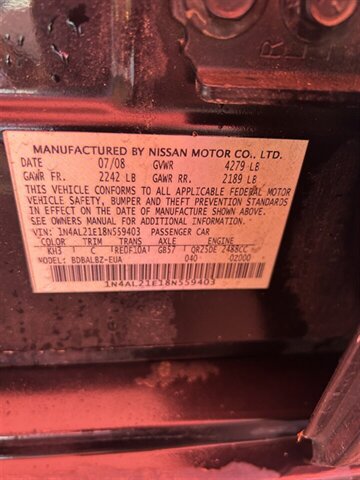 MANUFACTURED BY NISSAN MOTOR CO., LTD.
DATE 07/08 GVWR 4279 LB
GAWR FR. 2242 LB GAWR RR. 2189 LB
THIS VEHICLE CONFORMS TO ALL APPLICABLE FEDERAL MOTOR
VEHICLE SAFETY, BUMPER AND THEFT PREVENTION STANDARDS
IN EFFECT ON THE DATE OF MANUFACTURE SHOWN ABOVE.
SEE OWNERS MANUAL FOR ADDITIONAL INFORMATION.
VIN: 1N4AL21E18N559403 PASSENGER CAR
COLOR TRIM TRANS AXLE ENGINE
KH3 C REOF10A GB57 QR25DE 2488CC
MODEL: BDBALBZ-EUA 040 -02000
1N4AL21E18N559403